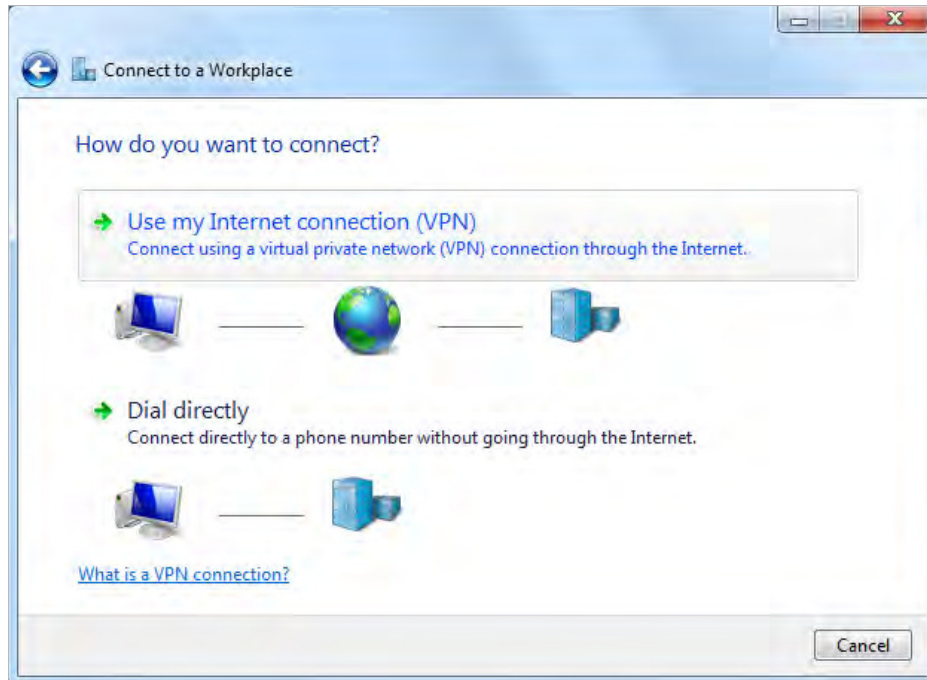 Connect to a Workplace
How do you want to connect?
Use my Internet connection (VPN)
Connect using a virtual private network (VPN) connection through the Internet.
Dial directly
Connect directly to a phone number without going through the Internet.
What is a VPN connection?
Cancel